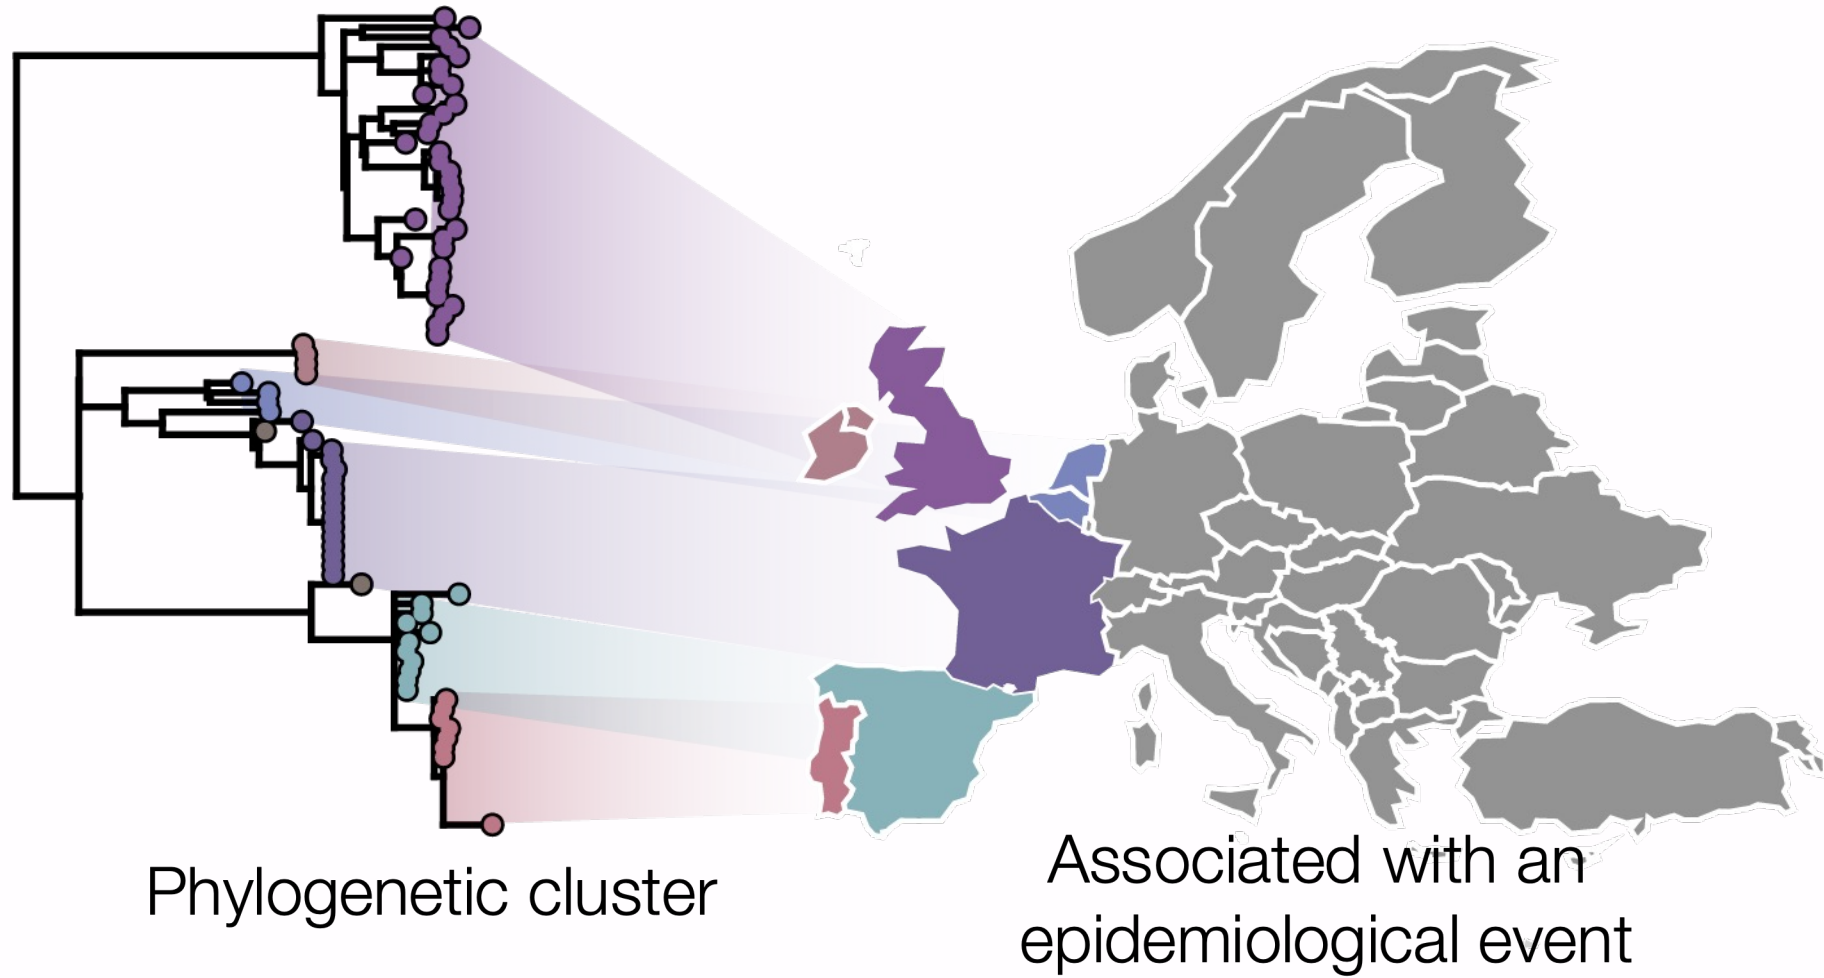 Phylogenetic cluster
Associated with an
epidemiological event